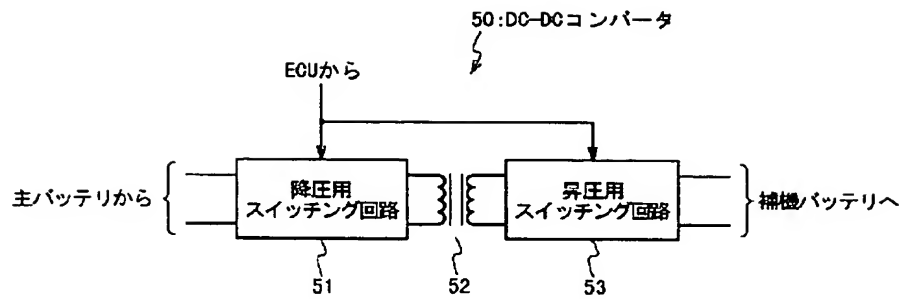 50:DC-DCコンバータ
ECUから
主バッテリから
降圧用
スイッチング回路
昇圧用
スイッチング回路
補機バッテリへ
51
52
53